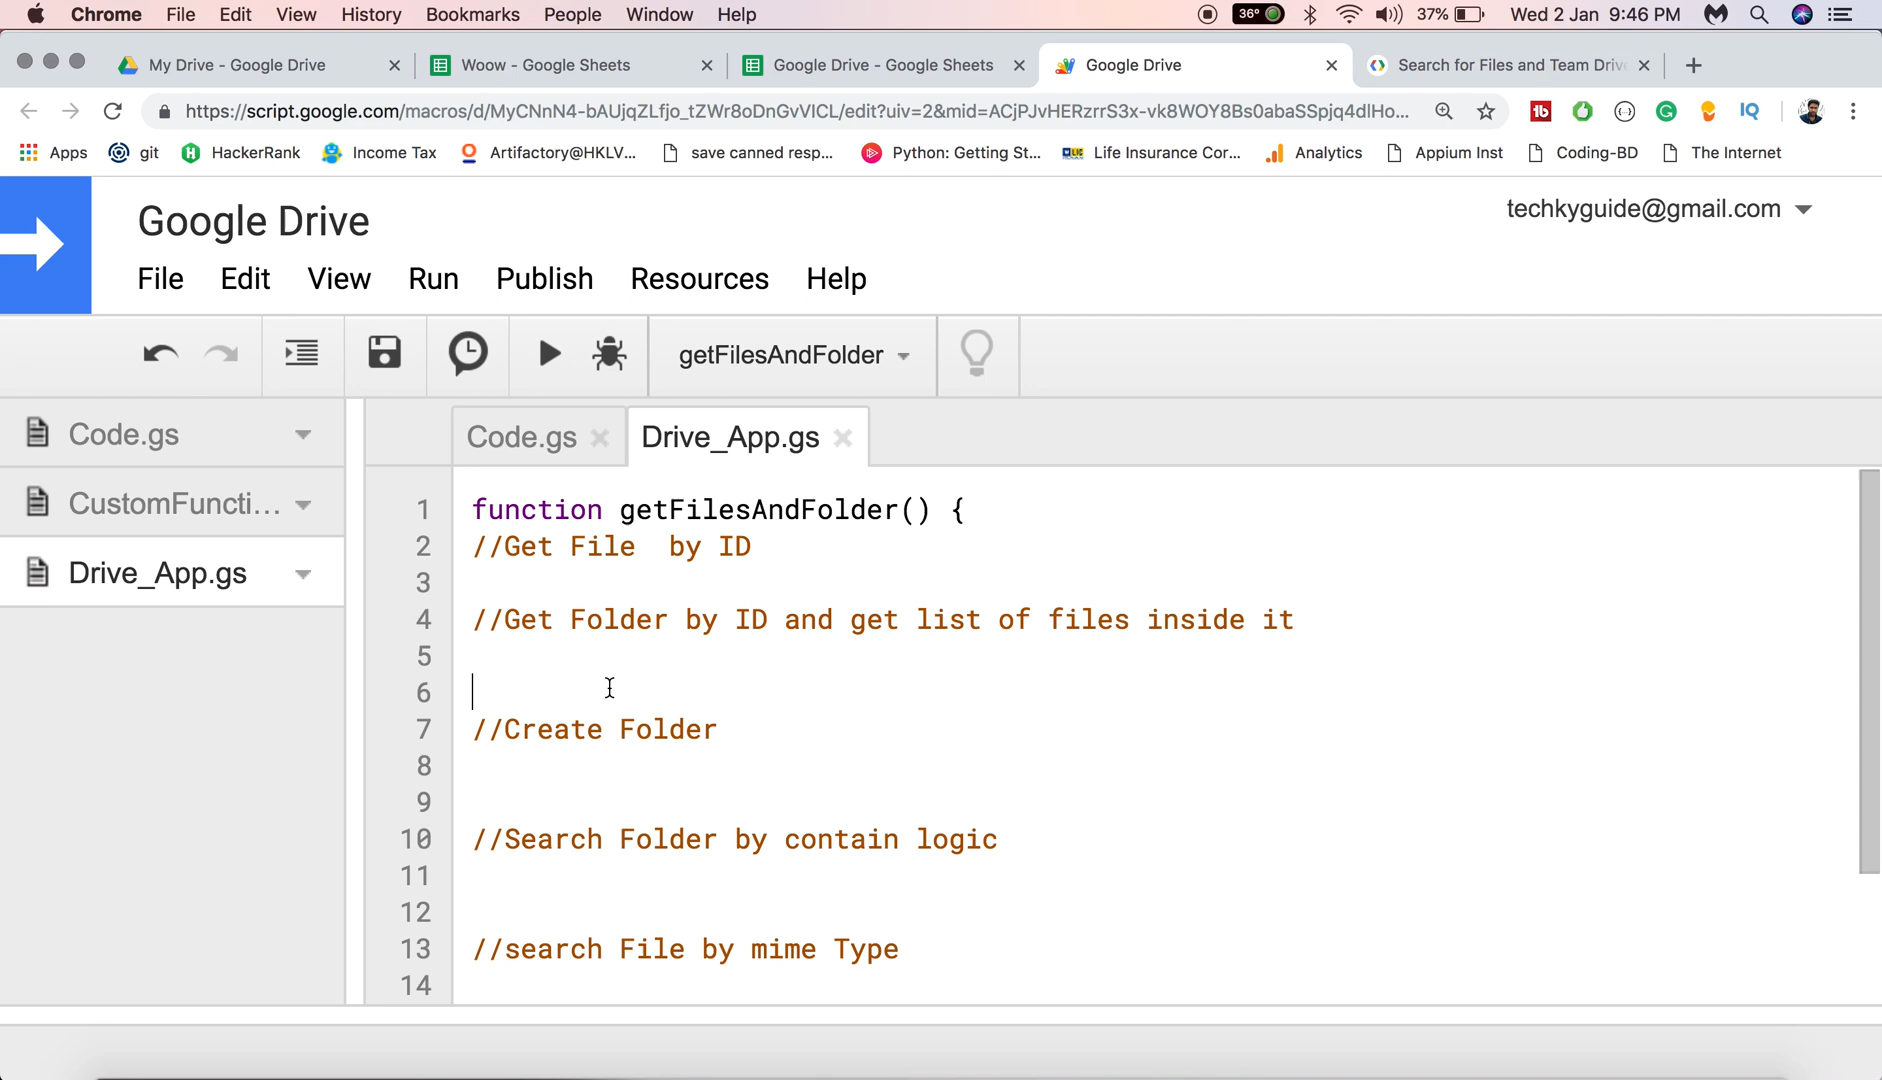 Chrome File Edit View History Bookmarks People Window Help 36° 37% Wed 2 Jan 9:46 PM
My Drive - Google Drive Woow - Google Sheets Google Drive - Google Sheets Google Drive Search for Files and Team Driv
https://script.google.com/macros/d/MyCNnN4-bAUjqZLfjo_tZWr8oDnGvVlCL/edit?uiv=2&mid=ACjPJvHERzrrS3x-vk8WOY8Bs0abaSSpjq4dlHo... tb IQ
Apps git HackerRank Income Tax Artifactory@HKLV... save canned resp... Python: Getting St... LIC Life Insurance Cor... Analytics Appium Inst Coding-BD The Internet
Google Drive techkyguide@gmail.com
File Edit View Run Publish Resources Help
getFilesAndFolder
Code.gs
CustomFuncti...
Drive_App.gs
Code.gs Drive_App.gs
1 function getFilesAndFolder() {
2 //Get File  by ID
3
4 //Get Folder by ID and get list of files inside it
5
6
7 //Create Folder
8
9
10 //Search Folder by contain logic
11
12
13 //search File by mime Type
14